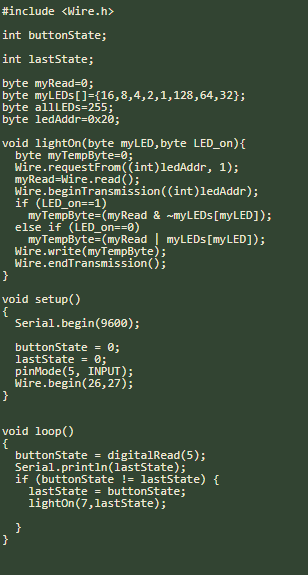 #include <Wire.h>
int buttonState;
int lastState;
byte myRead=0;
byte myLEDs[]={16,8,4,2,1,128,64,32};
byte allLEDs=255;
byte ledAddr=0x20;
void lightOn(byte myLED,byte LED_on){
  byte myTempByte=0;
  Wire.requestFrom((int)ledAddr, 1);
  myRead=Wire.read();
  Wire.beginTransmission((int)ledAddr);
  if (LED_on==1)
    myTempByte=(myRead & ~myLEDs[myLED]);
  else if (LED_on==0)
    myTempByte=(myRead | myLEDs[myLED]);
  Wire.write(myTempByte);
  Wire.endTransmission();
}
void setup()
{
  Serial.begin(9600);
  buttonState = 0;
  lastState = 0;
  pinMode(5, INPUT);
  Wire.begin(26,27);
}
void loop()
{
  buttonState = digitalRead(5);
  Serial.println(lastState);
  if (buttonState != lastState) {
    lastState = buttonState;
    lightOn(7,lastState);
  }
}